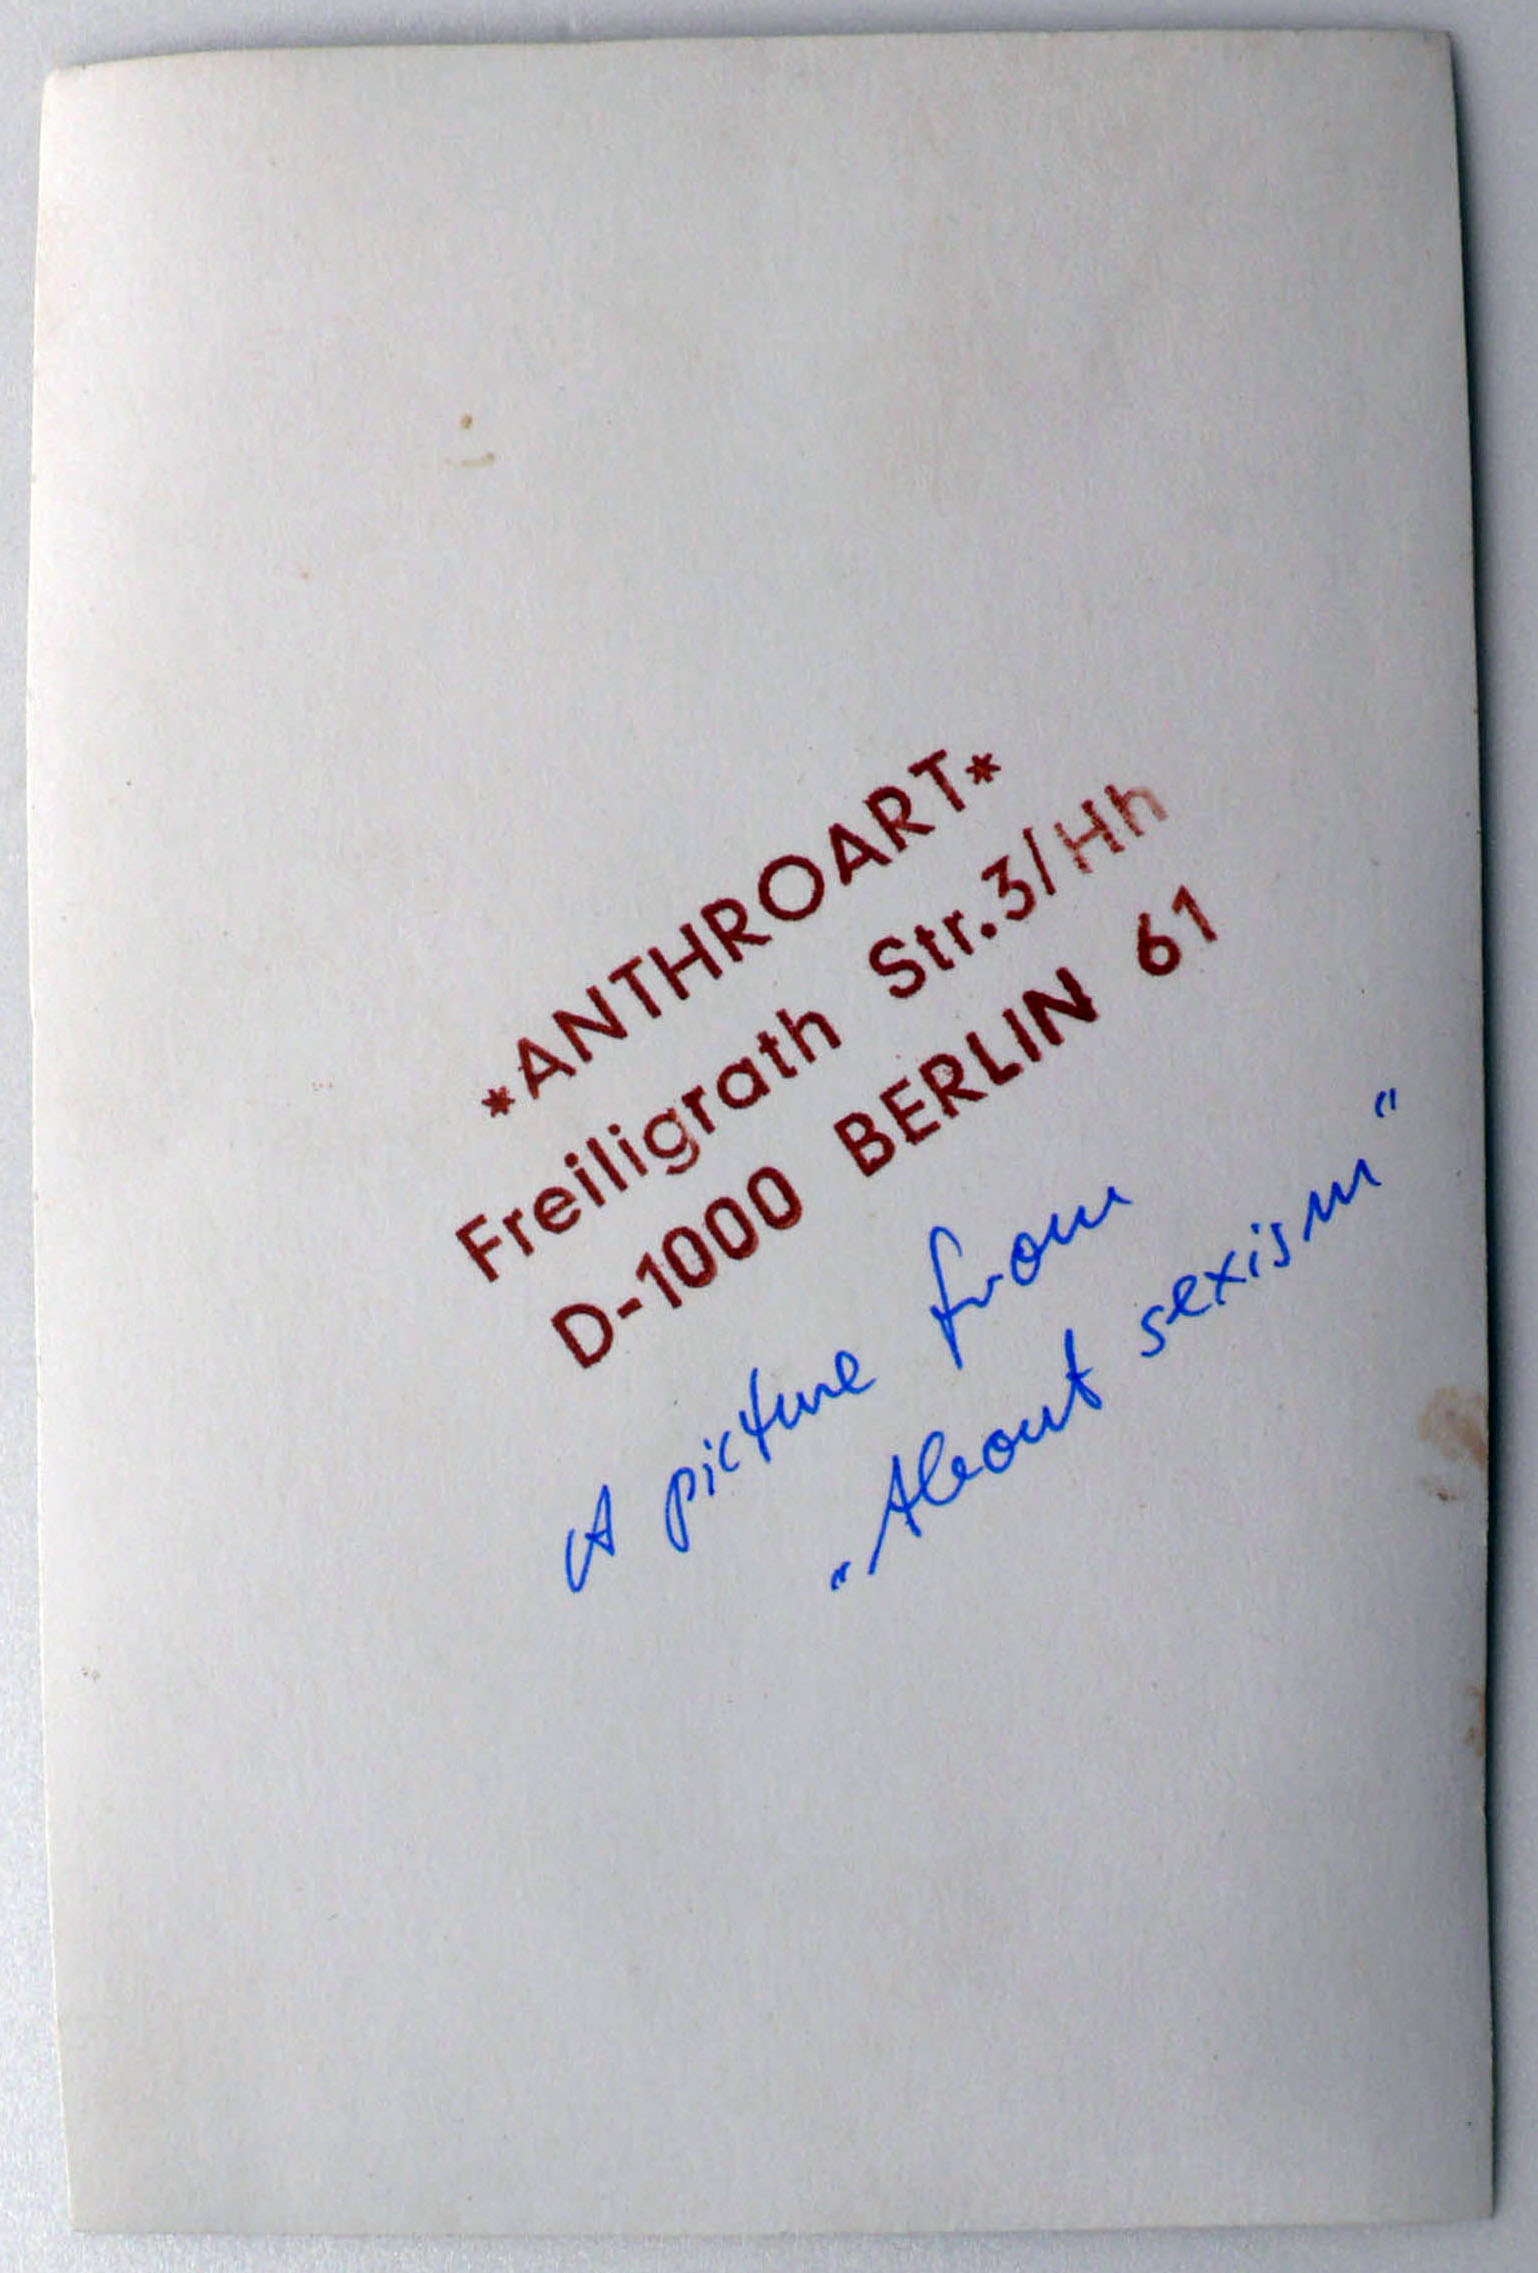 *ANTHROART*
Freiligrath Str.3/Hh
D-1000 BERLIN 61
A picture from
„About sexism“